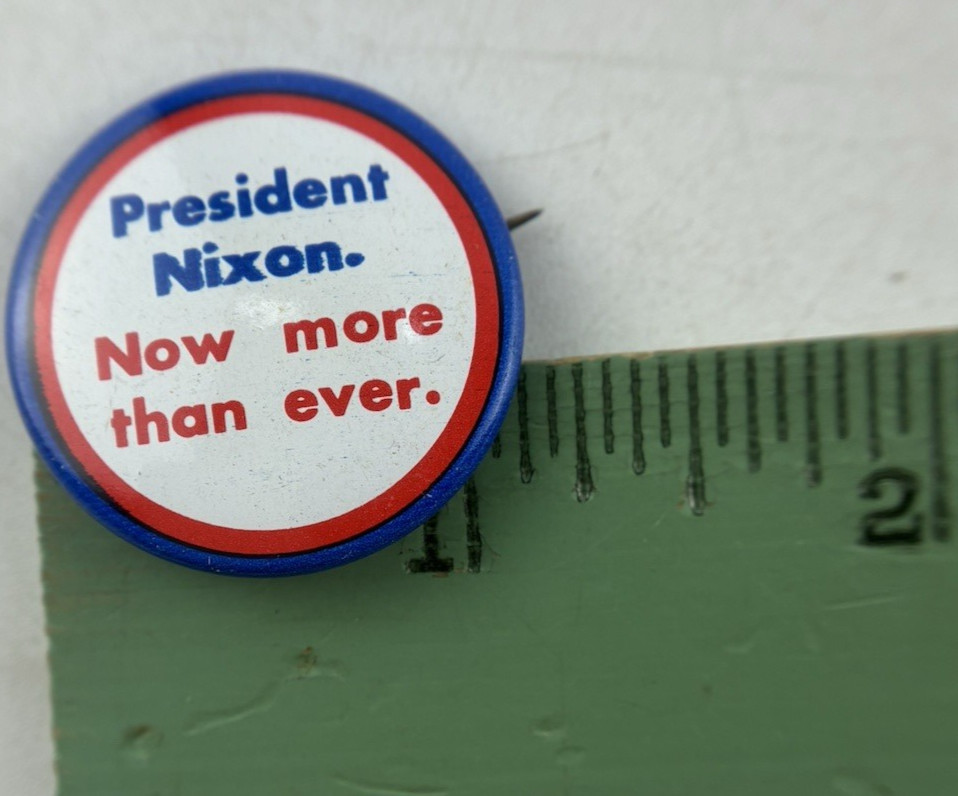 President
Nixon.
Now more
than ever.
1
2